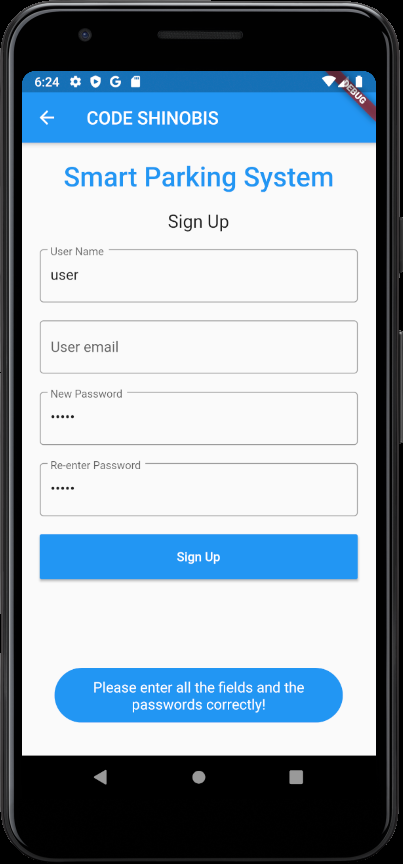 6:24
DEBUG
CODE SHINOBIS
Smart Parking System
Sign Up
User Name
user
User email
New Password
•••••
Re-enter Password
•••••
Sign Up
Please enter all the fields and the
passwords correctly!